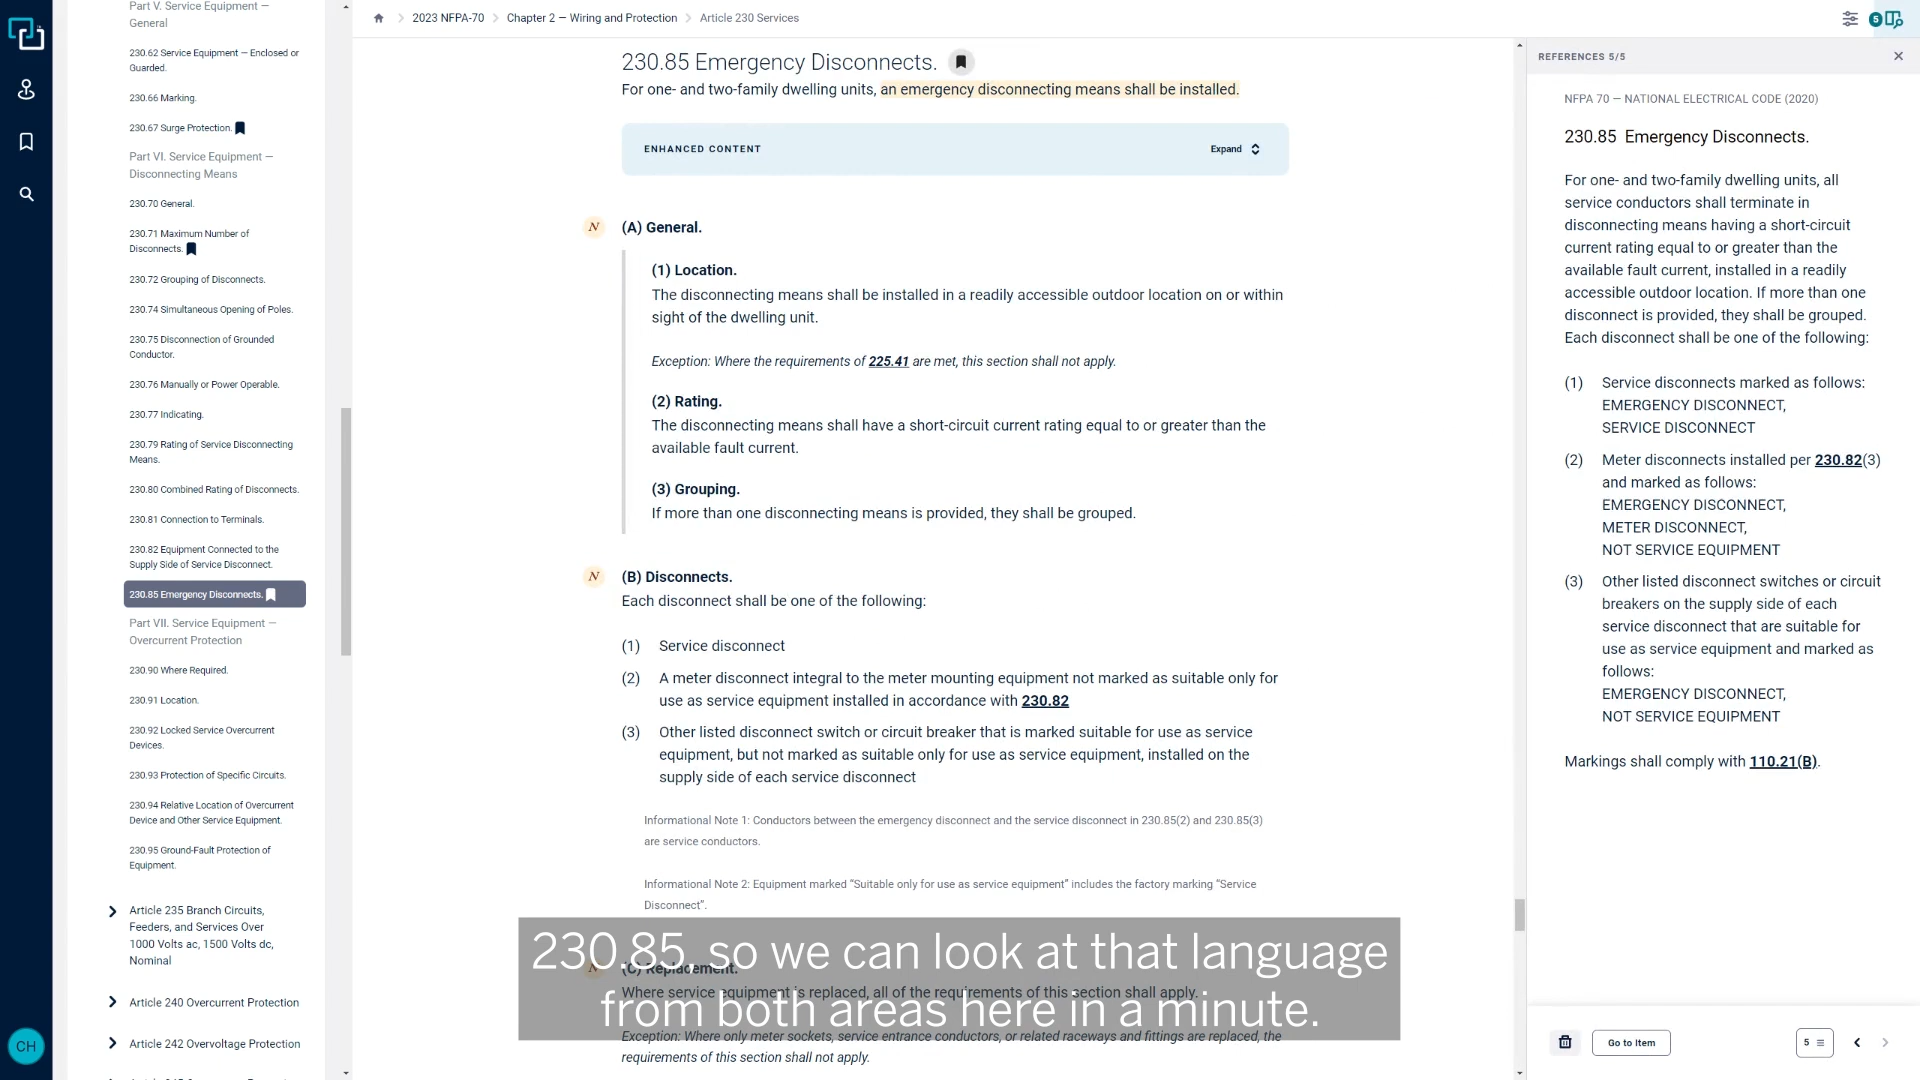 Part V. Service Equipment —
General
230.62 Service Equipment — Enclosed or
Guarded.
230.66 Marking.
230.67 Surge Protection.
Part VI. Service Equipment —
Disconnecting Means
230.70 General.
230.71 Maximum Number of
Disconnects.
230.72 Grouping of Disconnects.
230.74 Simultaneous Opening of Poles.
230.75 Disconnection of Grounded
Conductor.
230.76 Manually or Power Operable.
230.77 Indicating.
230.79 Rating of Service Disconnecting
Means.
230.80 Combined Rating of Disconnects.
230.81 Connection to Terminals.
230.82 Equipment Connected to the
Supply Side of Service Disconnect.
230.85 Emergency Disconnects.
Part VII. Service Equipment —
Overcurrent Protection
230.90 Where Required.
230.91 Location.
230.92 Locked Service Overcurrent
Devices.
230.93 Protection of Specific Circuits.
230.94 Relative Location of Overcurrent
Device and Other Service Equipment.
230.95 Ground-Fault Protection of
Equipment.
Article 235 Branch Circuits,
Feeders, and Services Over
1000 Volts ac, 1500 Volts dc,
Nominal
Article 240 Overcurrent Protection
Article 242 Overvoltage Protection
CH
2023 NFPA-70 > Chapter 2 — Wiring and Protection > Article 230 Services
5
230.85 Emergency Disconnects.
For one- and two-family dwelling units, an emergency disconnecting means shall be installed.
ENHANCED CONTENT Expand
N (A) General.
(1) Location.
The disconnecting means shall be installed in a readily accessible outdoor location on or within
sight of the dwelling unit.
Exception: Where the requirements of 225.41 are met, this section shall not apply.
(2) Rating.
The disconnecting means shall have a short-circuit current rating equal to or greater than the
available fault current.
(3) Grouping.
If more than one disconnecting means is provided, they shall be grouped.
N (B) Disconnects.
Each disconnect shall be one of the following:
(1) Service disconnect
(2) A meter disconnect integral to the meter mounting equipment not marked as suitable only for
use as service equipment installed in accordance with 230.82
(3) Other listed disconnect switch or circuit breaker that is marked suitable for use as service
equipment, but not marked as suitable only for use as service equipment, installed on the
supply side of each service disconnect
Informational Note 1: Conductors between the emergency disconnect and the service disconnect in 230.85(2) and 230.85(3)
are service conductors.
Informational Note 2: Equipment marked “Suitable only for use as service equipment” includes the factory marking “Service
Disconnect”.
N (C) Replacement.
Where service equipment is replaced, all of the requirements of this section shall apply.
Exception: Where only meter sockets, service entrance conductors, or related raceways and fittings are replaced, the
requirements of this section shall not apply.
230.85, so we can look at that language
from both areas here in a minute.
REFERENCES 5/5
NFPA 70 — NATIONAL ELECTRICAL CODE (2020)
230.85 Emergency Disconnects.
For one- and two-family dwelling units, all
service conductors shall terminate in
disconnecting means having a short-circuit
current rating equal to or greater than the
available fault current, installed in a readily
accessible outdoor location. If more than one
disconnect is provided, they shall be grouped.
Each disconnect shall be one of the following:
(1) Service disconnects marked as follows:
EMERGENCY DISCONNECT,
SERVICE DISCONNECT
(2) Meter disconnects installed per 230.82(3)
and marked as follows:
EMERGENCY DISCONNECT,
METER DISCONNECT,
NOT SERVICE EQUIPMENT
(3) Other listed disconnect switches or circuit
breakers on the supply side of each
service disconnect that are suitable for
use as service equipment and marked as
follows:
EMERGENCY DISCONNECT,
NOT SERVICE EQUIPMENT
Markings shall comply with 110.21(B).
Go to Item
5